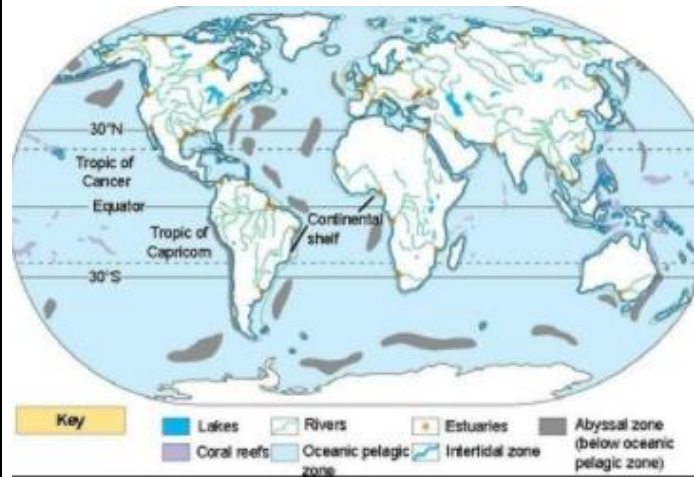 30°N
Tropic of
Cancer
Equator
Continental
shelf
Tropic of
Capricorn
30°S
Key
Lakes
Rivers
Estuaries
Abyssal zone
(below oceanic
pelagic zone)
Coral reefs
Oceanic pelagic
zone
Intertidal zone